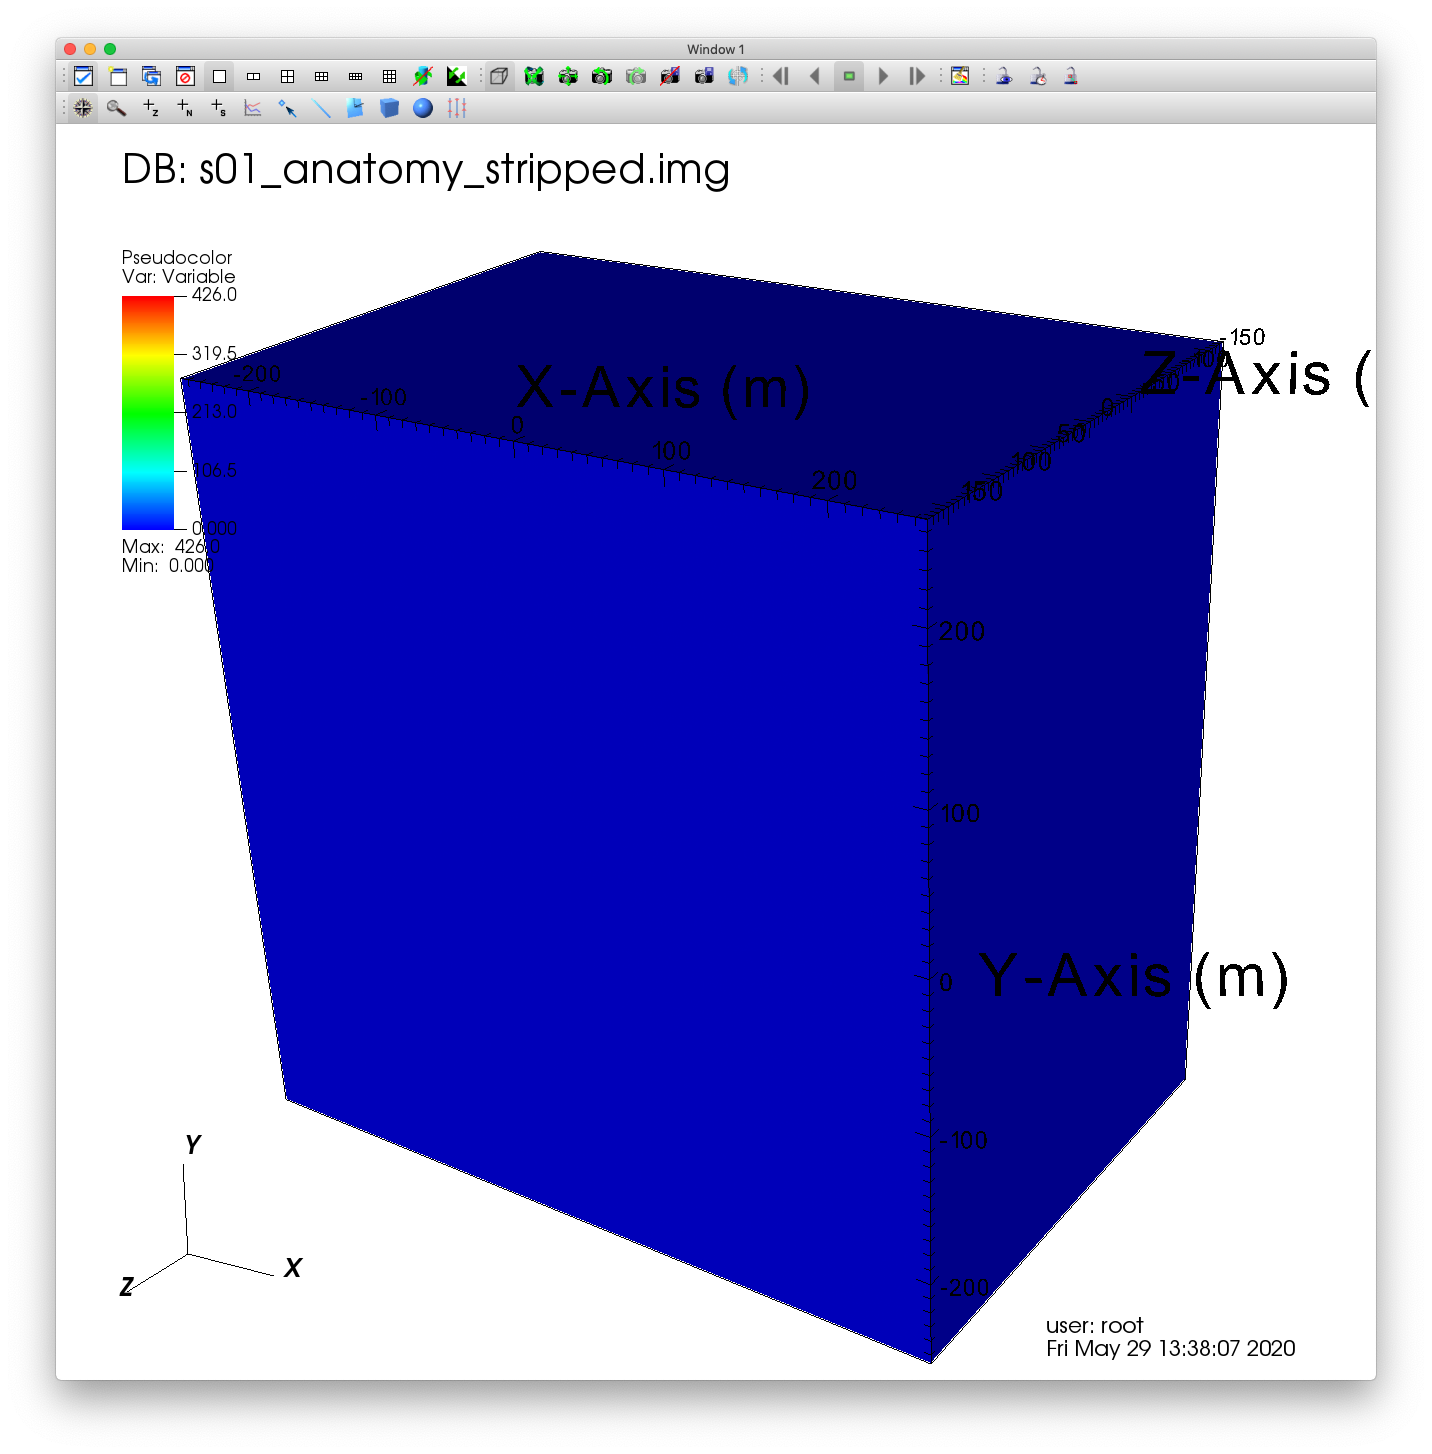 Window 1
DB: s01_anatomy_stripped.img
Pseudocolor
Var: Variable
426.0
319.5
213.0
106.5
0.000
Max: 426.0
Min: 0.000
-200
-100
0
100
200
X-Axis (m)
-150
-100
-50
0
50
100
150
Z-Axis (
200
100
0
-100
-200
Y-Axis (m)
Y
X
Z
user: root
Fri May 29 13:38:07 2020